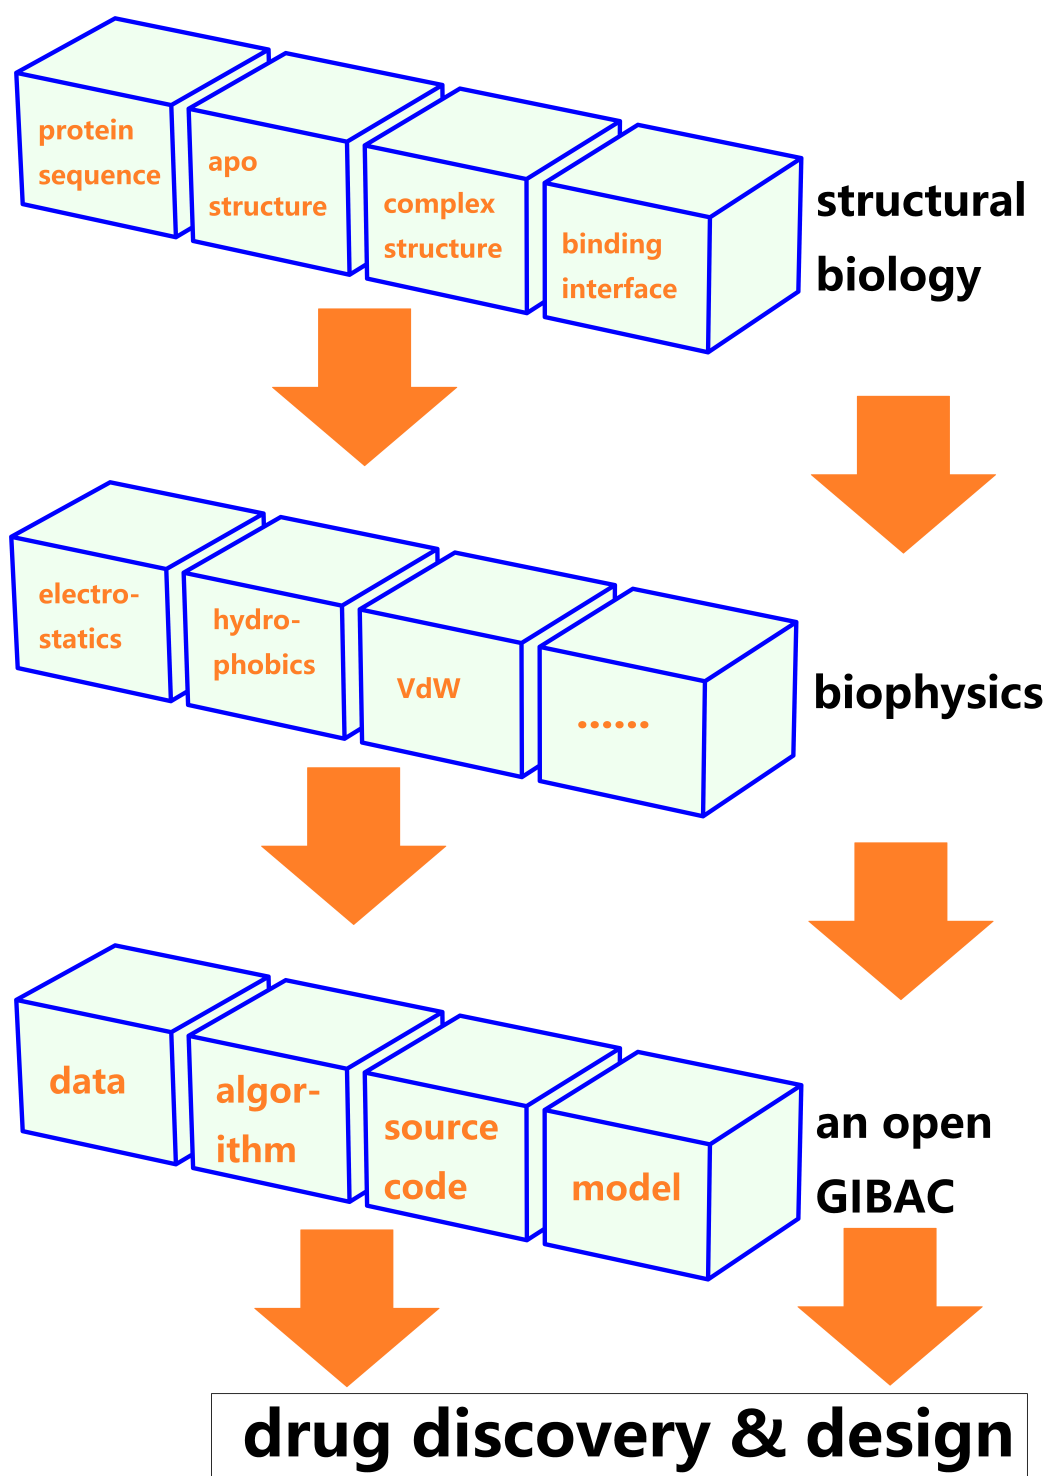 protein
sequence
apo
structure
complex
structure
binding
interface
structural
biology
electro-
statics
hydro-
phobics
VdW
......
biophysics
data
algor-
ithm
source
code
model
an open
GIBAC
drug discovery & design